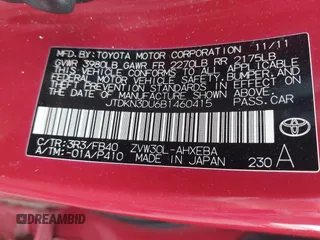 MFD. BY: TOYOTA MOTOR CORPORATION 11/11
GVWR 3980LB GAWR FR 2270LB RR 2175LB
THIS VEHICLE CONFORMS TO ALL APPLICABLE
FEDERAL MOTOR VEHICLE SAFETY, BUMPER, AND
THEFT PREVENTION STANDARDS IN EFFECT ON
THE DATE OF MANUFACTURE SHOWN ABOVE.
JTDKN3DU6B1460415
PASS. CAR
C/TR: 3R3/FB40 ZVW30L-AHXEBA
A/TM: -01A/P410 MADE IN JAPAN
TOYOTA
230 A
DREAMBID